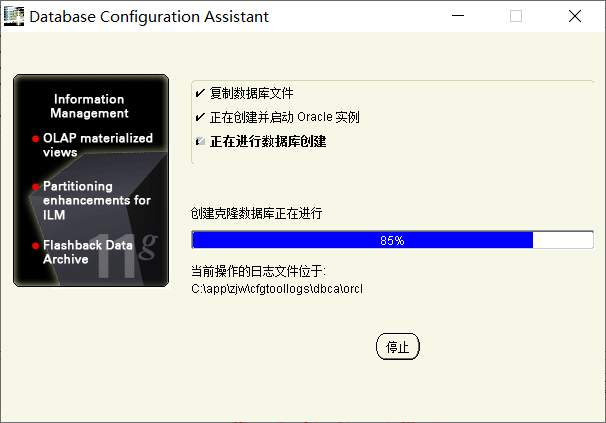 Database Configuration Assistant
Information
Management
OLAP materialized
views
Partitioning
enhancements for
ILM
Flashback Data
Archive
11g
复制数据库文件
正在创建并启动 Oracle 实例
正在进行数据库创建
创建克隆数据库正在进行
85%
当前操作的日志文件位于:
C:\app\zjw\cfgtoollogs\dbca\orcl
停止